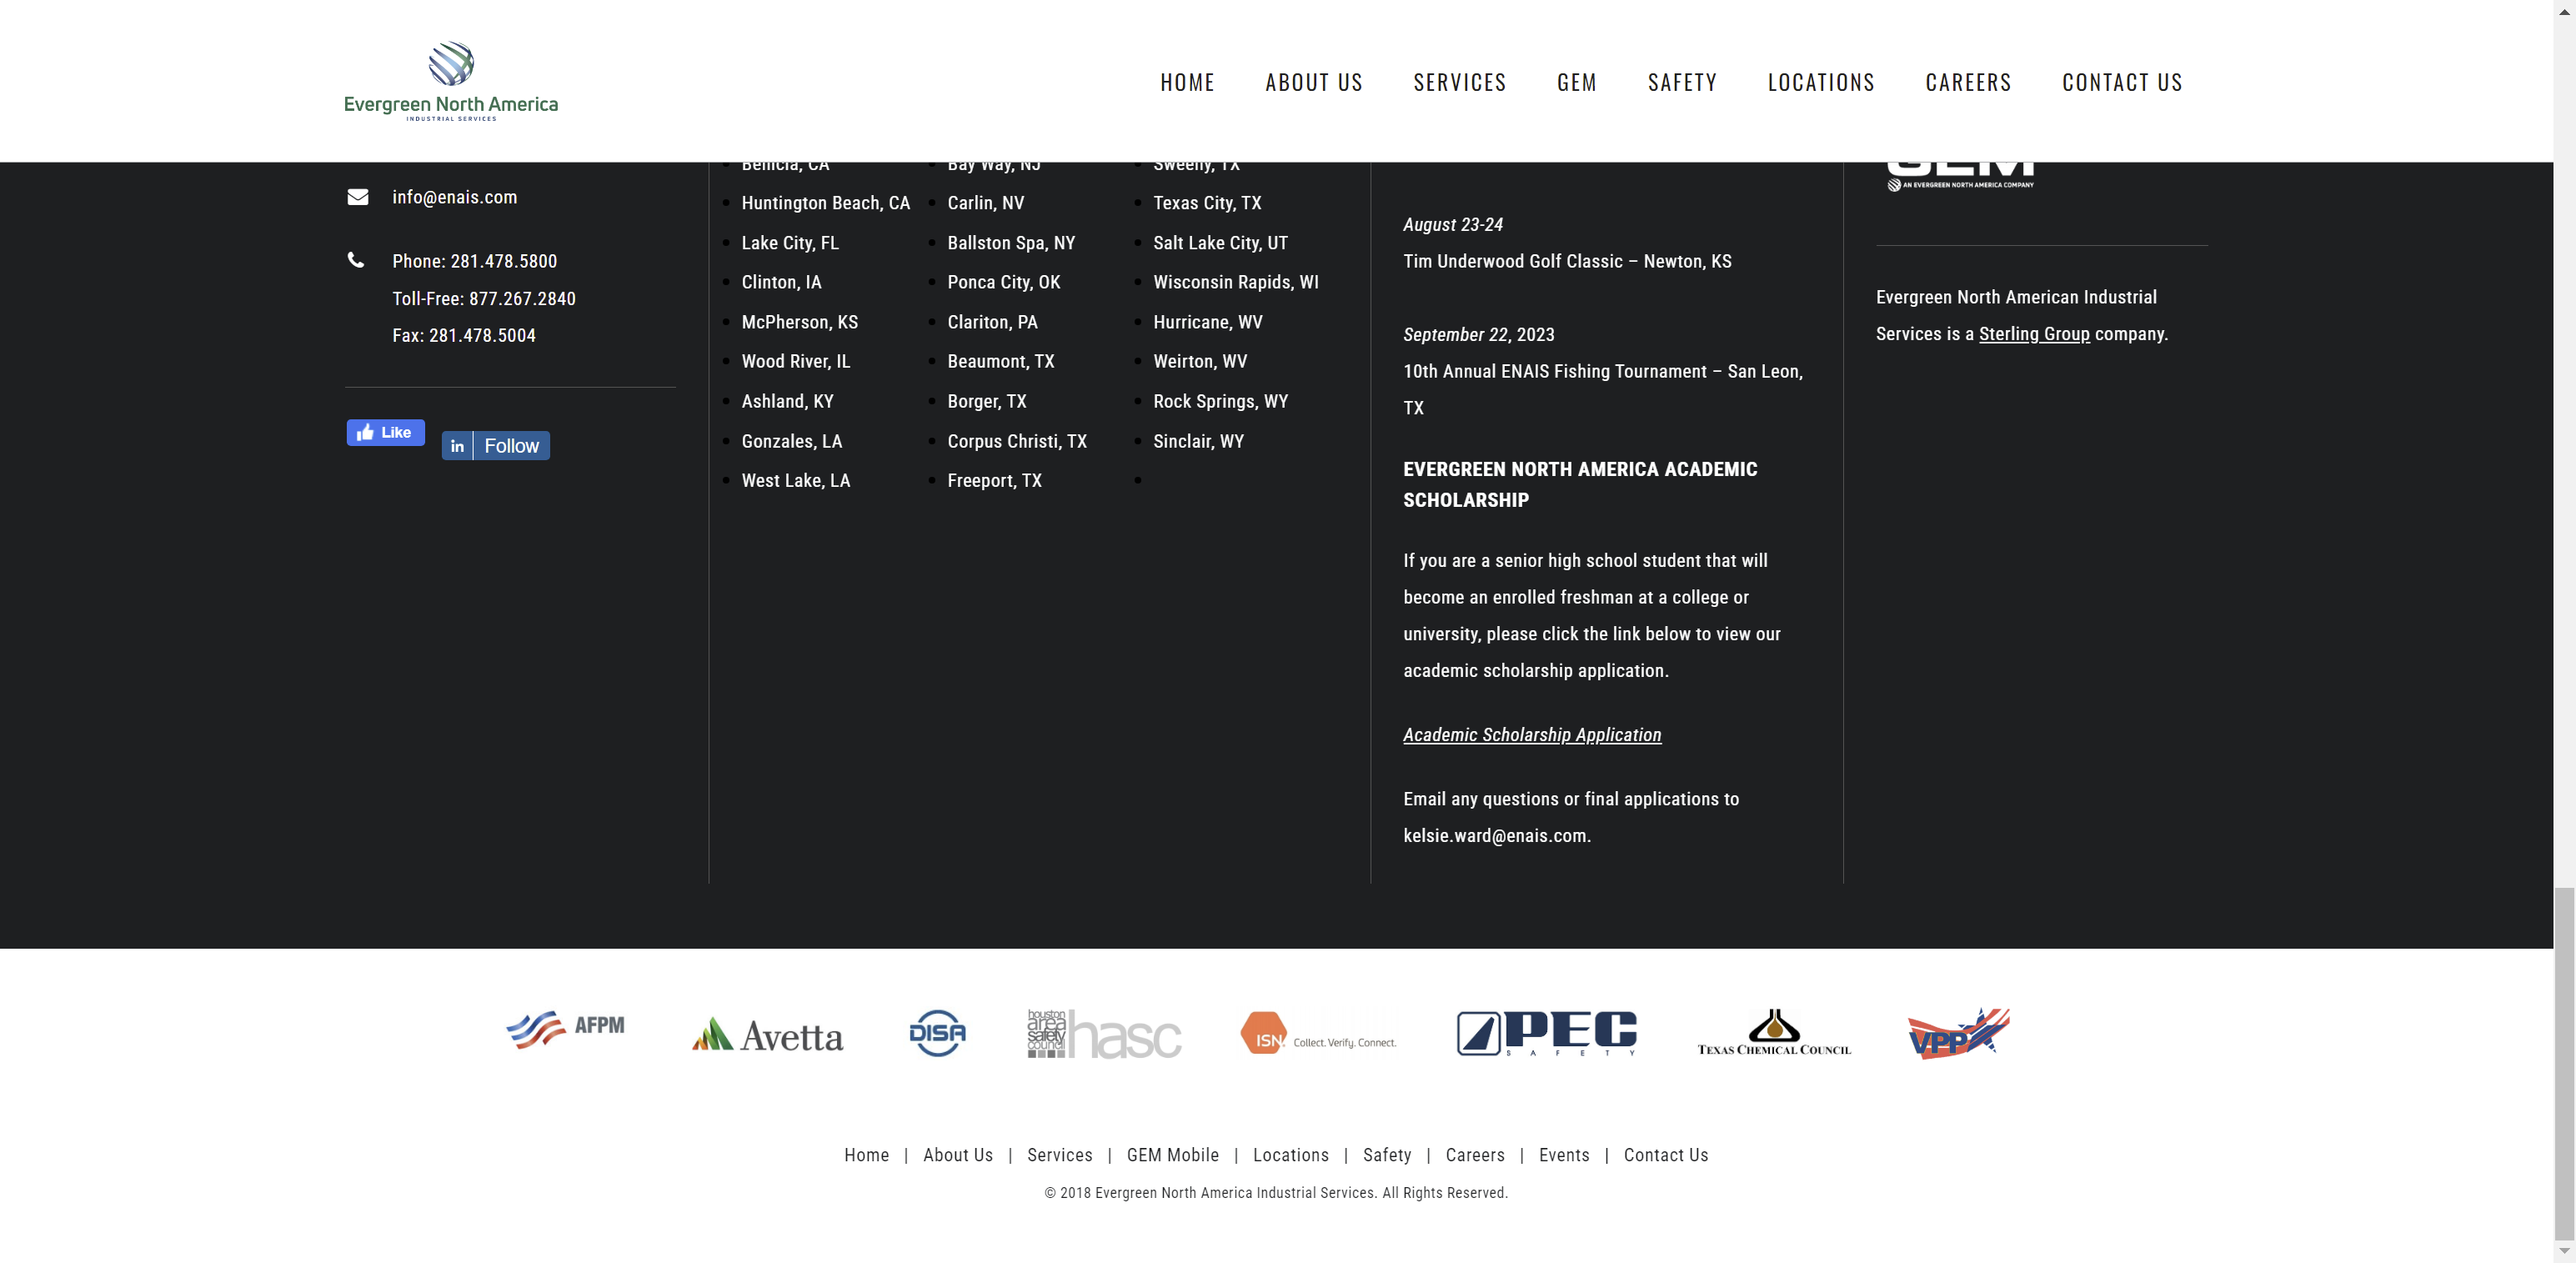 Evergreen North America
INDUSTRIAL SERVICES
HOME
ABOUT US
SERVICES
GEM
SAFETY
LOCATIONS
CAREERS
CONTACT US
info@enais.com
Phone: 281.478.5800
Toll-Free: 877.267.2840
Fax: 281.478.5004
Like
in Follow
Benicia, CA
Huntington Beach, CA
Lake City, FL
Clinton, IA
McPherson, KS
Wood River, IL
Ashland, KY
Gonzales, LA
West Lake, LA
Bay Way, NJ
Carlin, NV
Ballston Spa, NY
Ponca City, OK
Clariton, PA
Beaumont, TX
Borger, TX
Corpus Christi, TX
Freeport, TX
Sweeny, TX
Texas City, TX
Salt Lake City, UT
Wisconsin Rapids, WI
Hurricane, WV
Weirton, WV
Rock Springs, WY
Sinclair, WY
August 23-24
Tim Underwood Golf Classic – Newton, KS
September 22, 2023
10th Annual ENAIS Fishing Tournament – San Leon,
TX
EVERGREEN NORTH AMERICA ACADEMIC
SCHOLARSHIP
If you are a senior high school student that will
become an enrolled freshman at a college or
university, please click the link below to view our
academic scholarship application.
Academic Scholarship Application
Email any questions or final applications to
kelsie.ward@enais.com.
GEM
AN EVERGREEN NORTH AMERICA COMPANY
Evergreen North American Industrial
Services is a Sterling Group company.
AFPM
Avetta
DISA
houston
area
safety
council
hasc
ISN
Collect. Verify. Connect.
PEC
SAFETY
TEXAS CHEMICAL COUNCIL
VPP
Home | About Us | Services | GEM Mobile | Locations | Safety | Careers | Events | Contact Us
© 2018 Evergreen North America Industrial Services. All Rights Reserved.